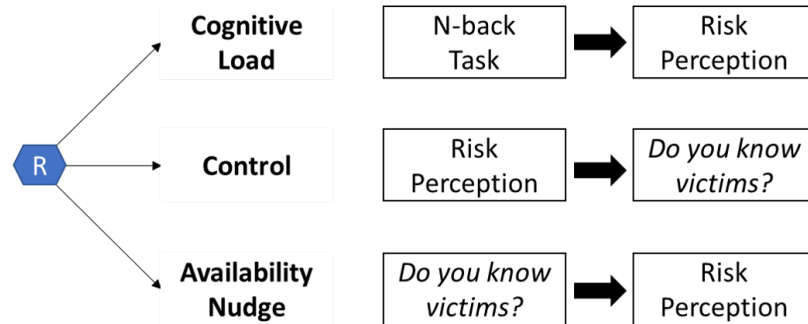 Cognitive
Load
N-back
Task
Risk
Perception
R
Control
Risk
Perception
Do you know
victims?
Availability
Nudge
Do you know
victims?
Risk
Perception